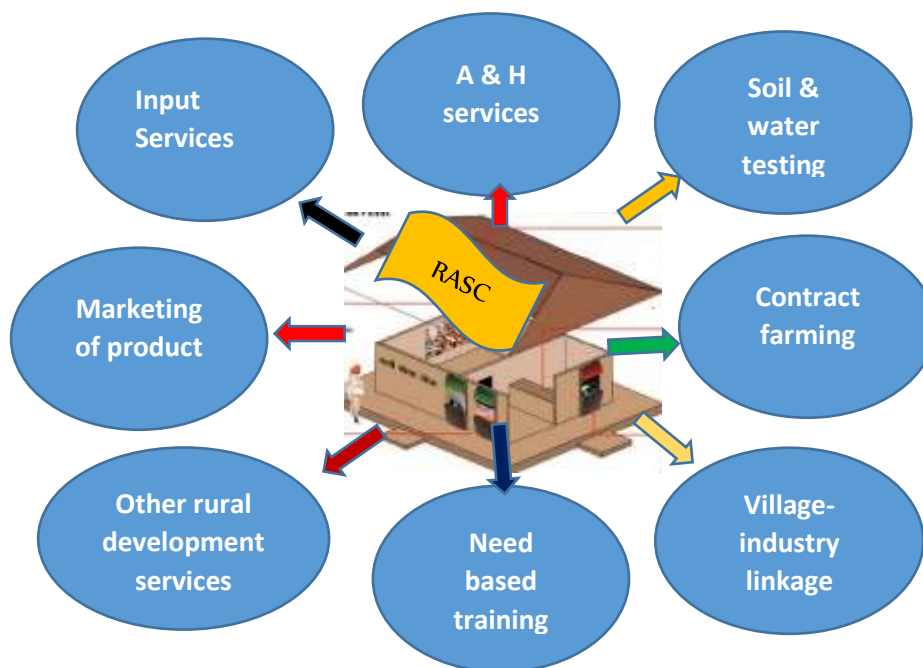 Input
Services
A & H
services
Soil &
water
testing
RASC
Marketing
of product
Contract
farming
Other rural
development
services
Need
based
training
Village-
industry
linkage